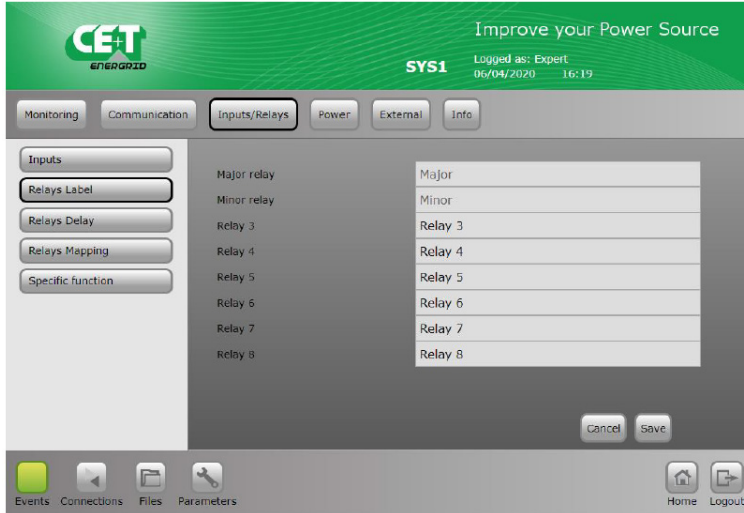 CE+T
ENERGRID
Improve your Power Source
SYS1
Logged as: Expert
06/04/2020 16:19
Monitoring Communication Inputs/Relays Power External Info
Inputs
Relays Label
Relays Delay
Relays Mapping
Specific function
Major relay Major
Minor relay Minor
Relay 3 Relay 3
Relay 4 Relay 4
Relay 5 Relay 5
Relay 6 Relay 6
Relay 7 Relay 7
Relay 8 Relay 8
Cancel Save
Events Connections Files Parameters Home Logout